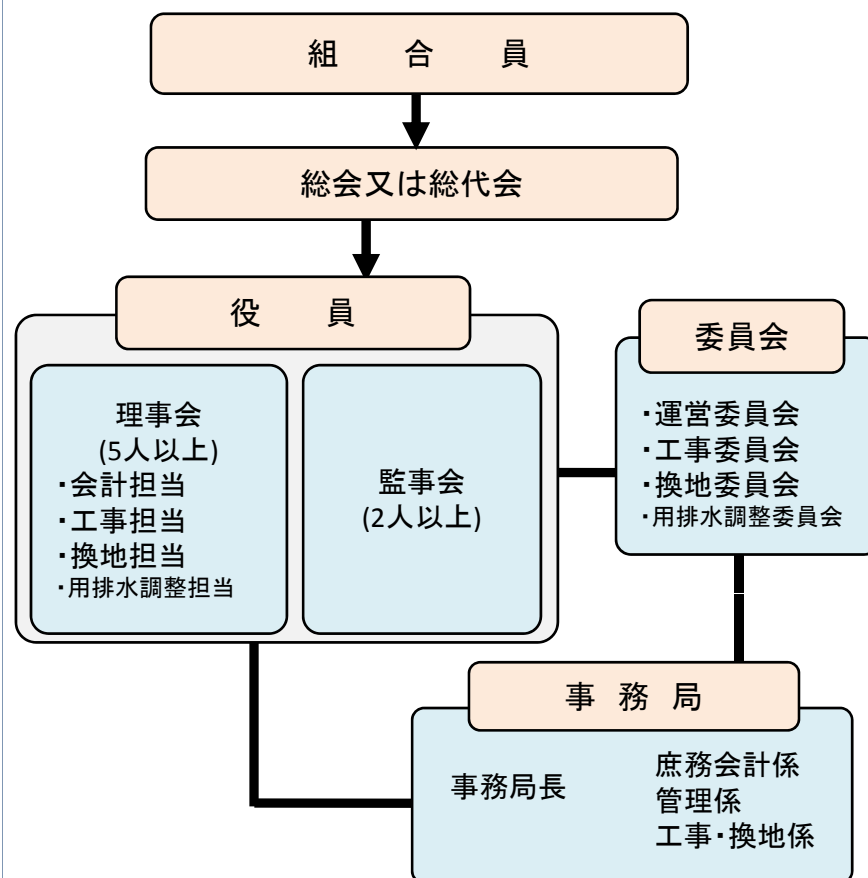 組　合　員
総会又は総代会
役　員
理事会
(5人以上)
・会計担当
・工事担当
・換地担当
・用排水調整担当
監事会
(2人以上)
委員会
・運営委員会
・工事委員会
・換地委員会
・用排水調整委員会
事 務 局
事務局長
庶務会計係
管理係
工事・換地係